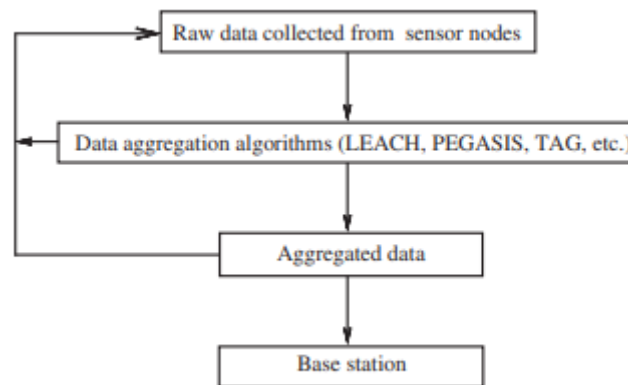 Raw data collected from sensor nodes
Data aggregation algorithms (LEACH, PEGASIS, TAG, etc.)
Aggregated data
Base station